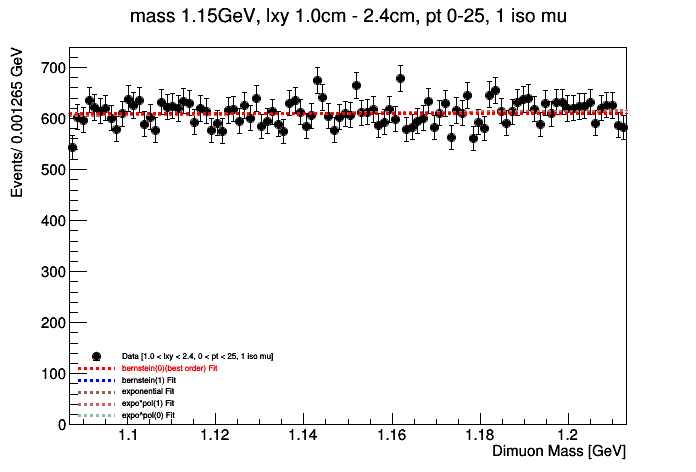 mass 1.15GeV, lxy 1.0cm - 2.4cm, pt 0-25, 1 iso mu
Events/ 0.001265 GeV
700
600
500
400
300
200
100
0
Data [1.0 < lxy < 2.4, 0 < pt < 25, 1 iso mu]
bernstein(0)(best order) Fit
bernstein(1) Fit
exponential Fit
expo*pol(1) Fit
expo^pol(0) Fit
1.1
1.12
1.14
1.16
1.18
1.2
Dimuon Mass [GeV]